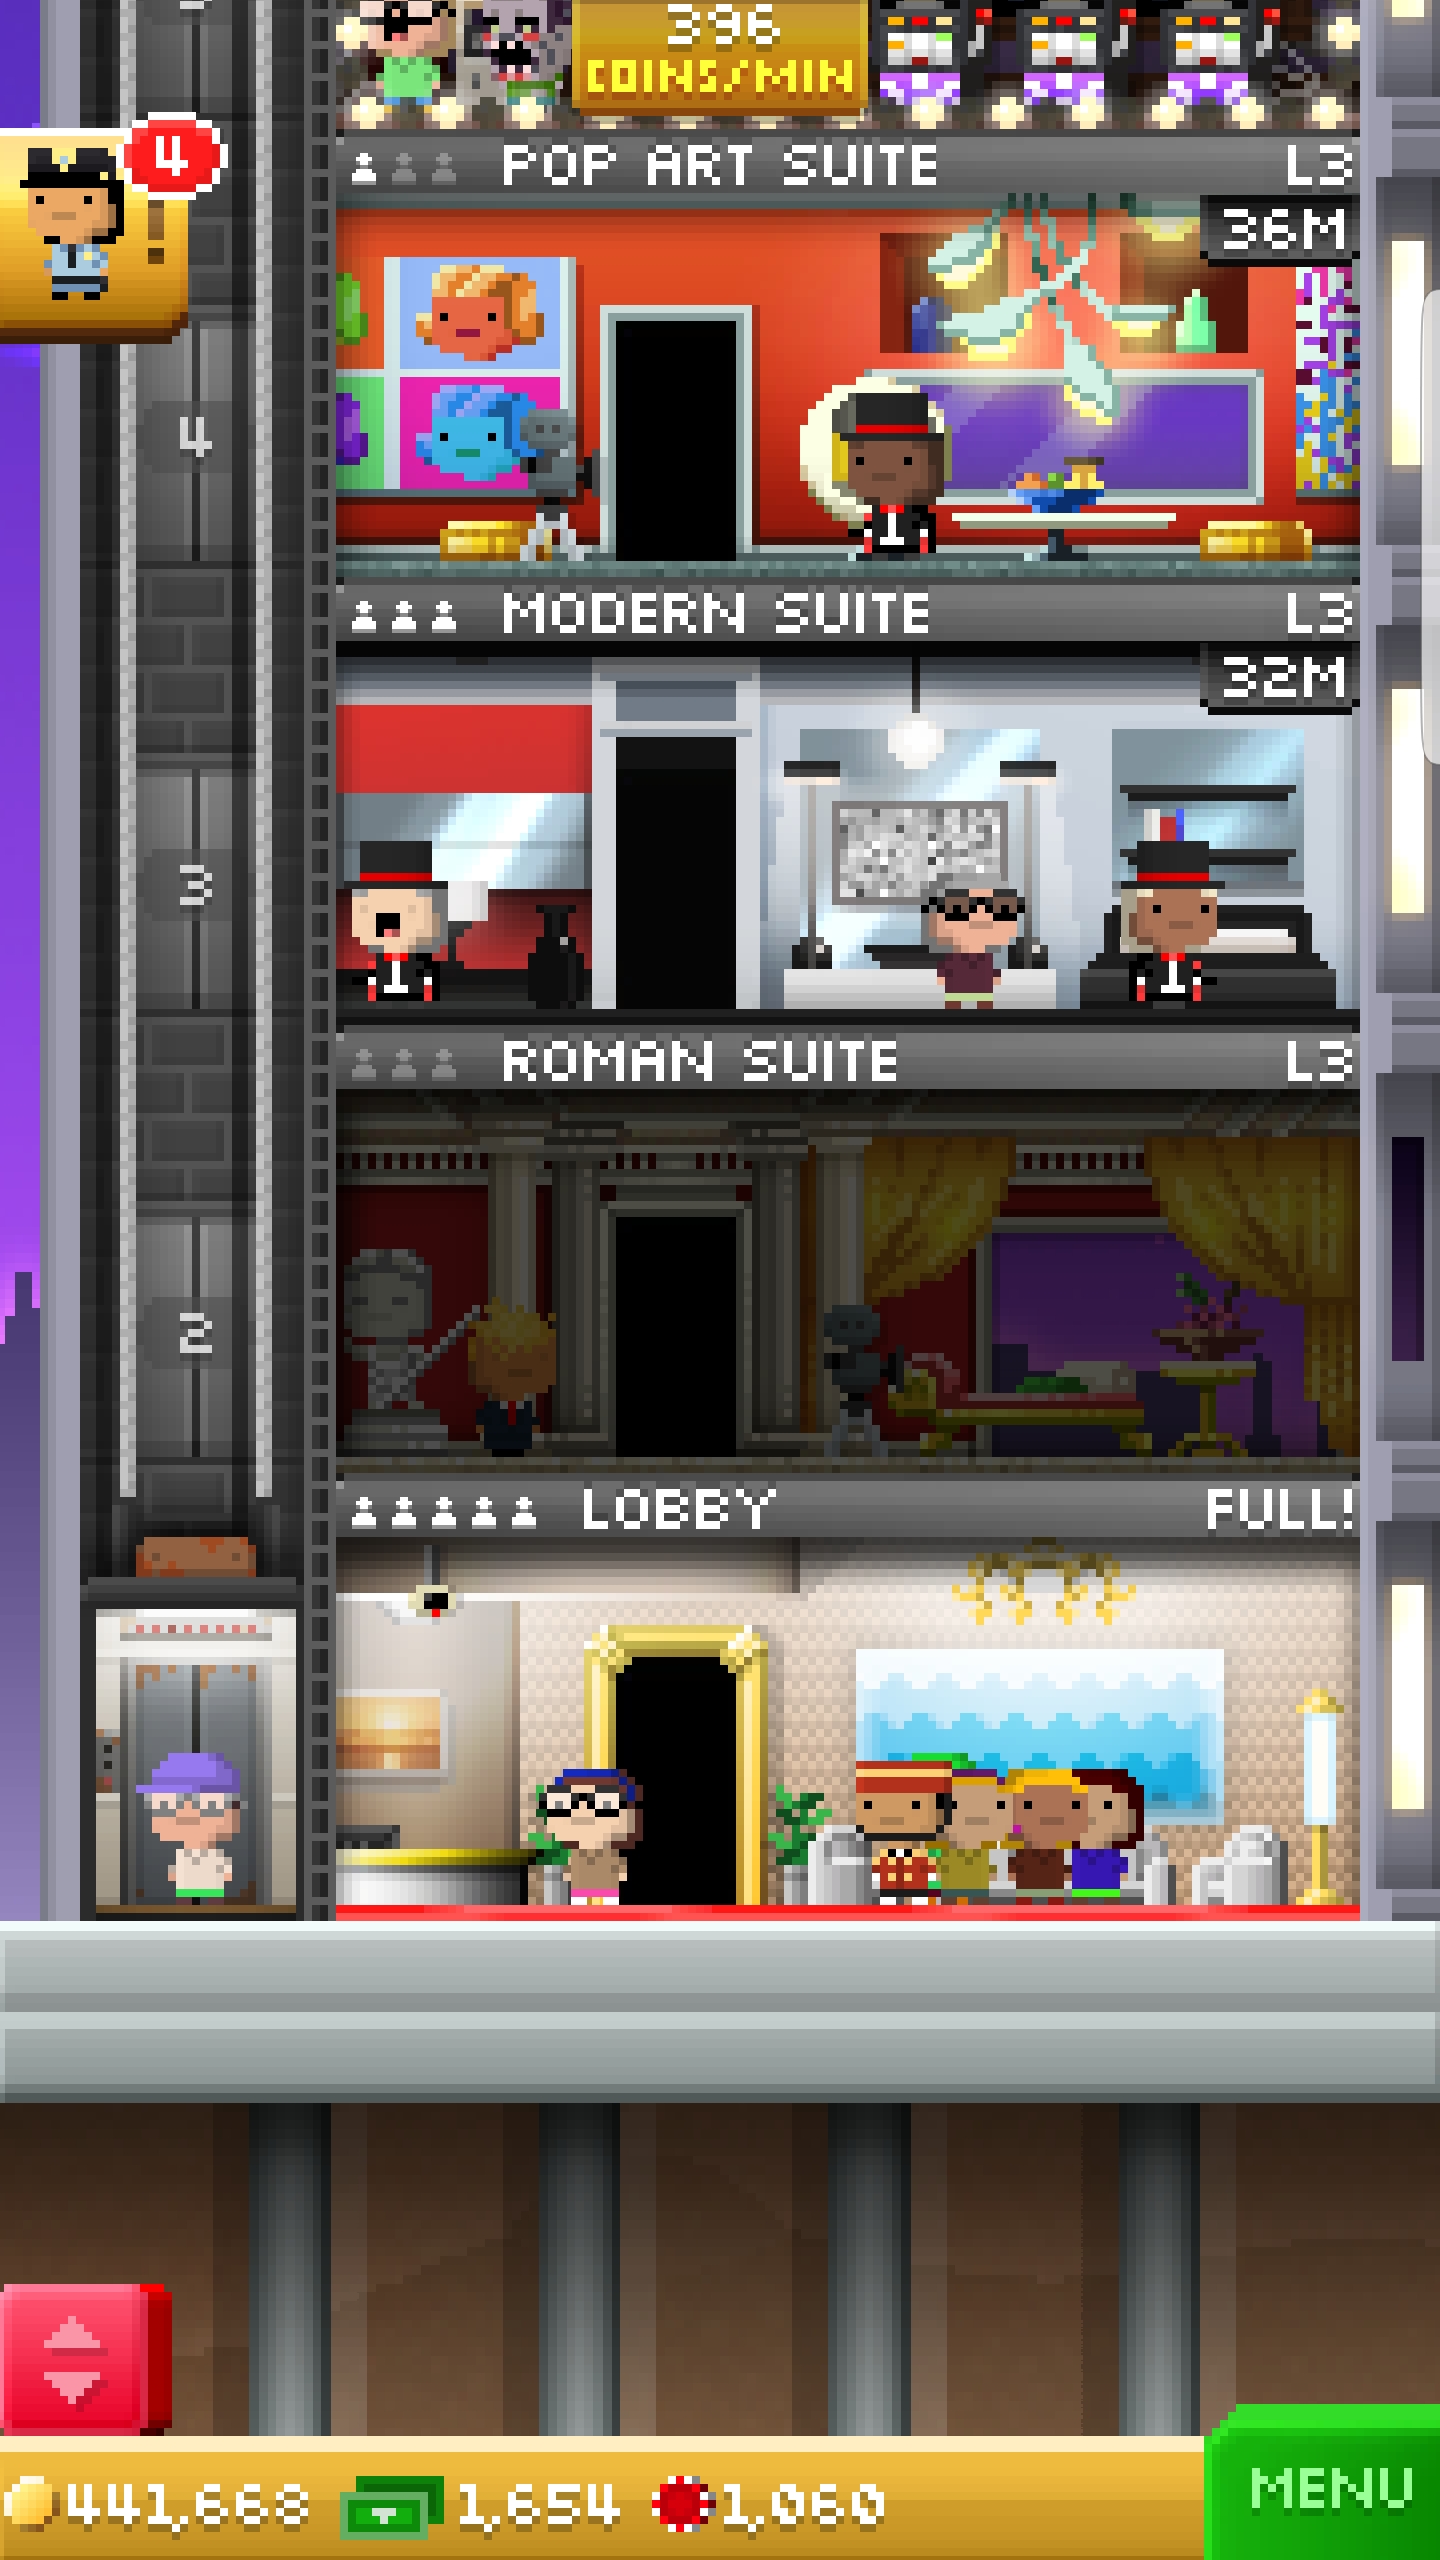 396
COINS/MIN
4
POP ART SUITE L3
36M
4
MODERN SUITE L3
32M
3
ROMAN SUITE L3
2
LOBBY FULL!
441,668 1,654 1,060
MENU